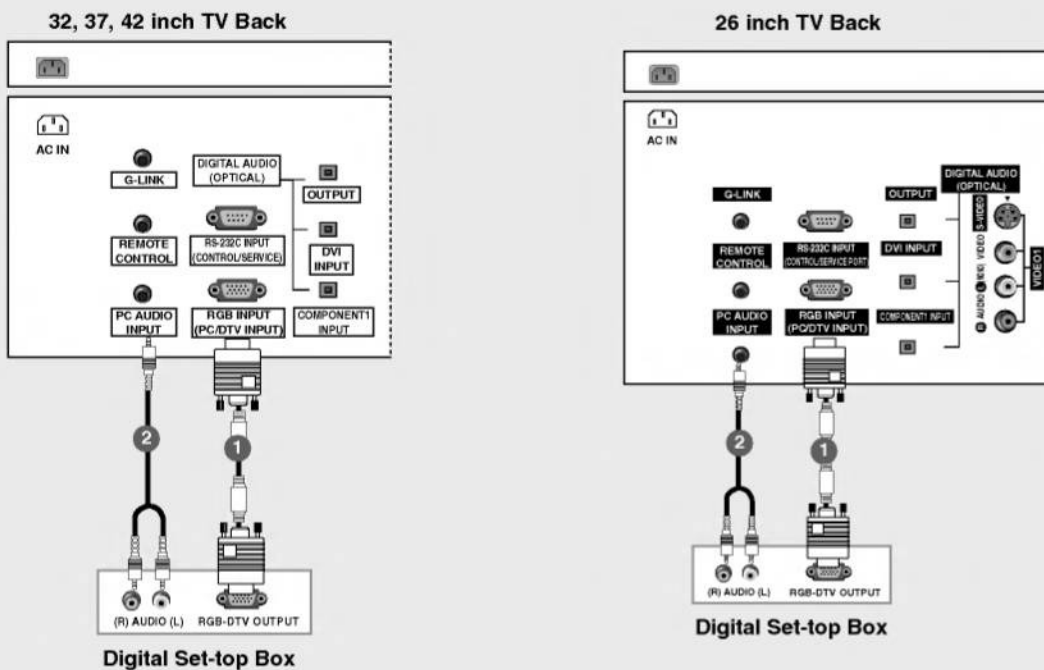 32, 37, 42 inch TV Back
AC IN
G-LINK
DIGITAL AUDIO
(OPTICAL)
OUTPUT
REMOTE
CONTROL
RS-232C INPUT
(CONTROL/SERVICE)
DVI
INPUT
PC AUDIO
INPUT
RGB INPUT
(PC/DTV INPUT)
COMPONENT1
INPUT
2
1
(R) AUDIO (L)
RGB-DTV OUTPUT
Digital Set-top Box
26 inch TV Back
AC IN
DIGITAL AUDIO
(OPTICAL)
G-LINK
OUTPUT
S-VIDEO
REMOTE
CONTROL
RS-232C INPUT
(CONTROL/SERVICE PORT)
DVI INPUT
VIDEO
VIDEO1
PC AUDIO
INPUT
RGB INPUT
(PC/DTV INPUT)
COMPONENT1 INPUT
R AUDIO L
2
1
(R) AUDIO (L)
RGB-DTV OUTPUT
Digital Set-top Box